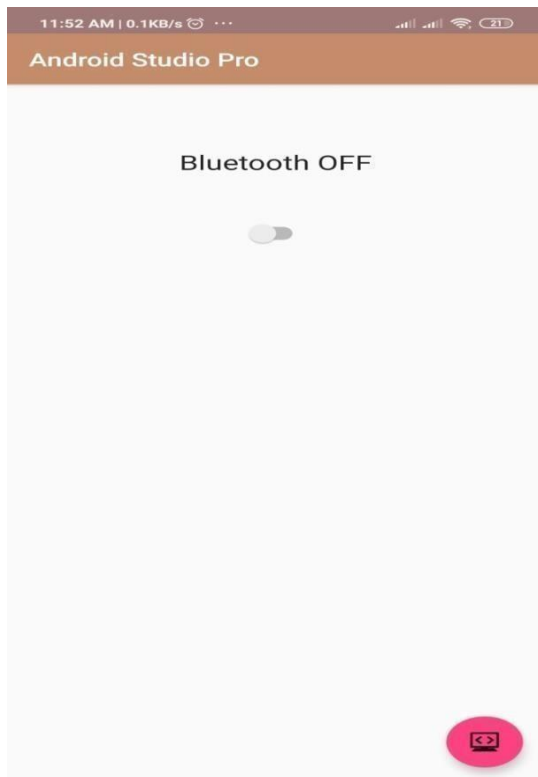 11:52 AM | 0.1KB/s ... 21
Android Studio Pro
Bluetooth OFF